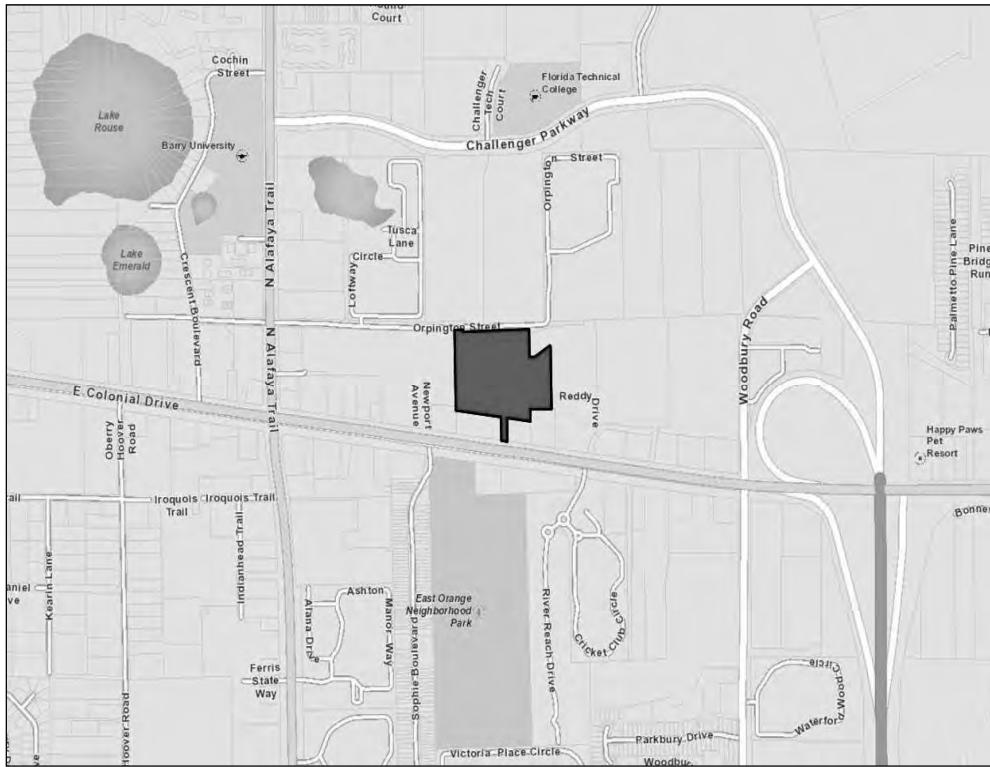 Court
Cochin
Street
Lake
Rouse
Barry University
Florida Technical
College
Challenger
Tech
Court
Challenger Parkway
N Alafaya Trail
Orpington Street
Tusca
Lane
Circle
Loftway
Lake
Emerald
Crescent Boulevard
Palmetto Pine Lane
Pine
Run
Orpington Street
N Alafaya Trail
Woodbury Road
E Colonial Drive
Newport
Avenue
Reddy
Drive
Oberry
Hoover
Road
Happy Paws
Pet
Resort
Iroquois
Trail
Iroquois Trail
Indianhead Trail
Kearin Lane
Ashton
Manor Way
Alana Drive
East Orange
Neighborhood
Park
Sophie Boulevard
River Reach Drive
Cricket Club Circle
Ferris
State
Way
Hoover Road
Waterford Wood Circle
Parkbury Drive
Victoria Place Circle